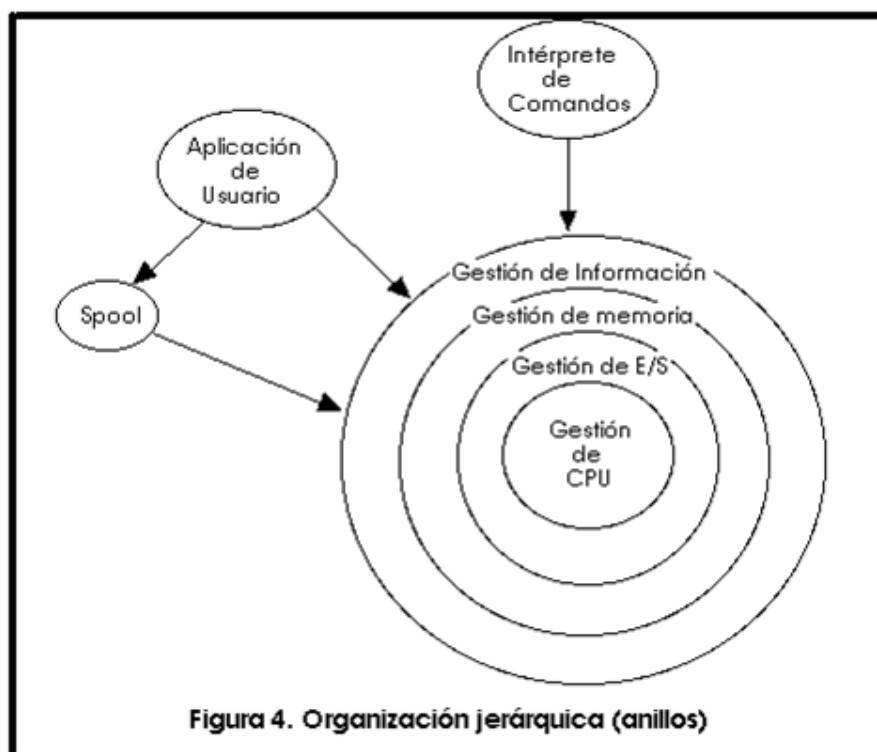 Intérprete
de
Comandos
Aplicación
de
Usuario
Spool
Gestión de Información
Gestión de memoria
Gestión de E/S
Gestión
de
CPU
Figura 4. Organización jerárquica (anillos)